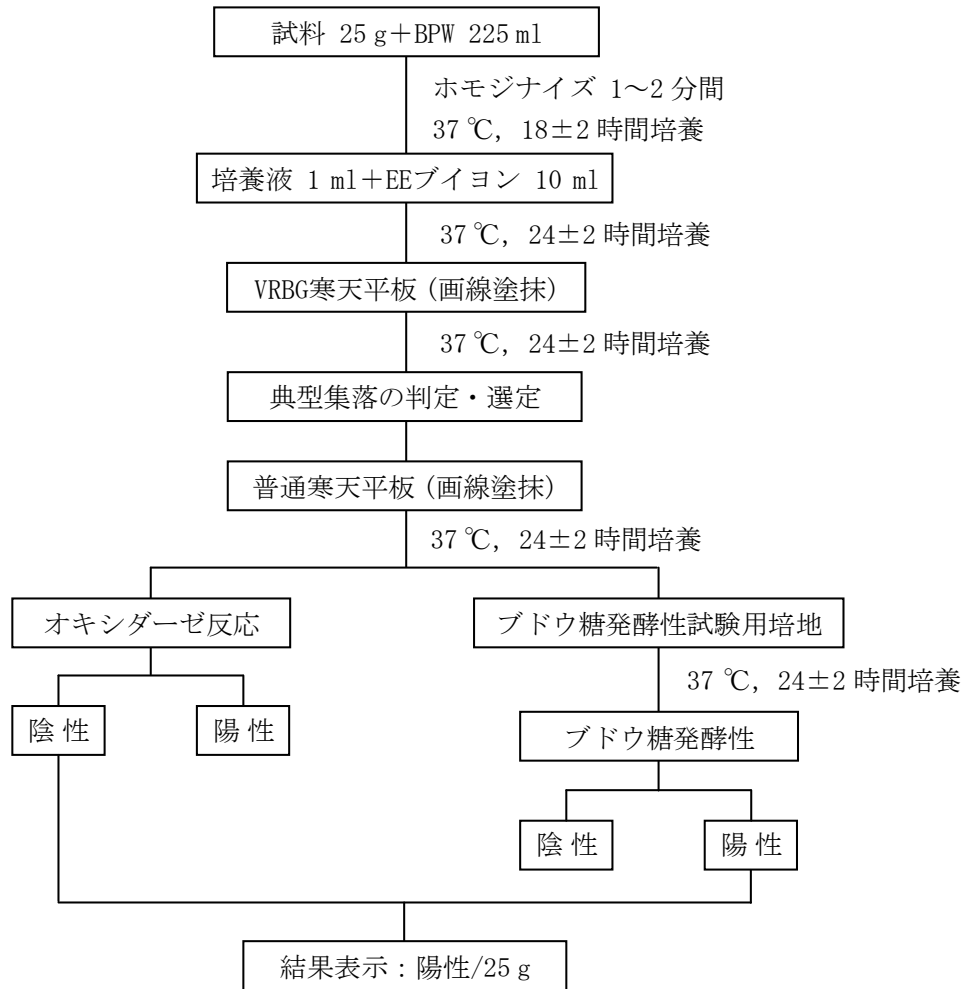 試料 25g＋BPW 225ml
ホモジナイズ 1～2 分間
37 ℃, 18±2 時間培養
培養液 1 ml＋EEブイヨン 10 ml
37 ℃, 24±2 時間培養
VRBG寒天平板(画線塗抹)
37 ℃, 24±2 時間培養
典型集落の判定・選定
普通寒天平板(画線塗抹)
37 ℃, 24±2 時間培養
オキシダーゼ反応
ブドウ糖発酵性試験用培地
37 ℃, 24±2 時間培養
陰 性
陽 性
ブドウ糖発酵性
陰 性
陽 性
結果表示：陽性/25g